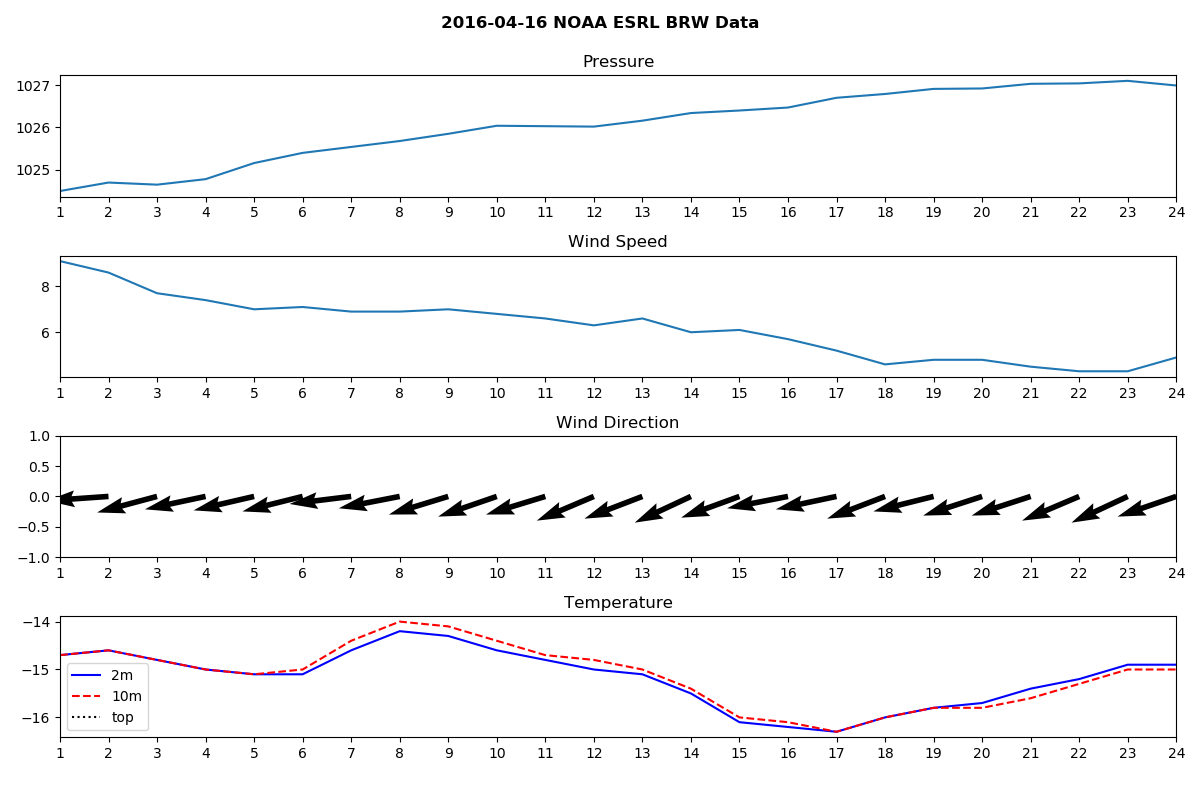 2016-04-16 NOAA ESRL BRW Data
Pressure
1027
1026
1025
1 2 3 4 5 6 7 8 9 10 11 12 13 14 15 16 17 18 19 20 21 22 23 24
Wind Speed
8
6
1 2 3 4 5 6 7 8 9 10 11 12 13 14 15 16 17 18 19 20 21 22 23 24
Wind Direction
1.0
0.5
0.0
−0.5
−1.0
1 2 3 4 5 6 7 8 9 10 11 12 13 14 15 16 17 18 19 20 21 22 23 24
Temperature
−14
−15
−16
2m
10m
top
1 2 3 4 5 6 7 8 9 10 11 12 13 14 15 16 17 18 19 20 21 22 23 24